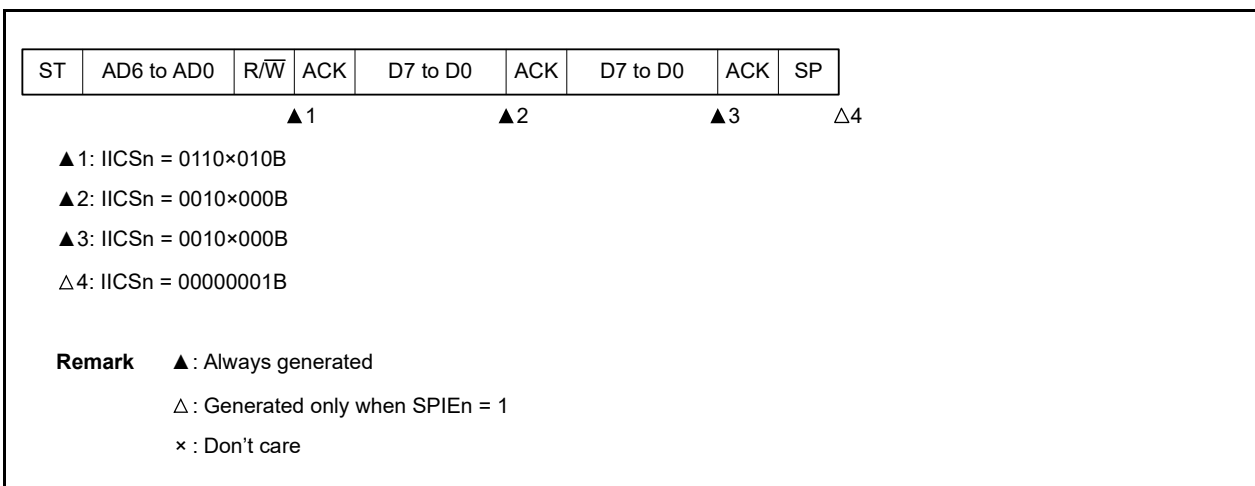 ST AD6 to AD0 R/W̅ ACK D7 to D0 ACK D7 to D0 ACK SP
▲1 ▲2 ▲3 △4
▲1: IICSn = 0110×010B
▲2: IICSn = 0010×000B
▲3: IICSn = 0010×000B
△4: IICSn = 00000001B
Remark ▲: Always generated
△: Generated only when SPIEn = 1
×: Don’t care